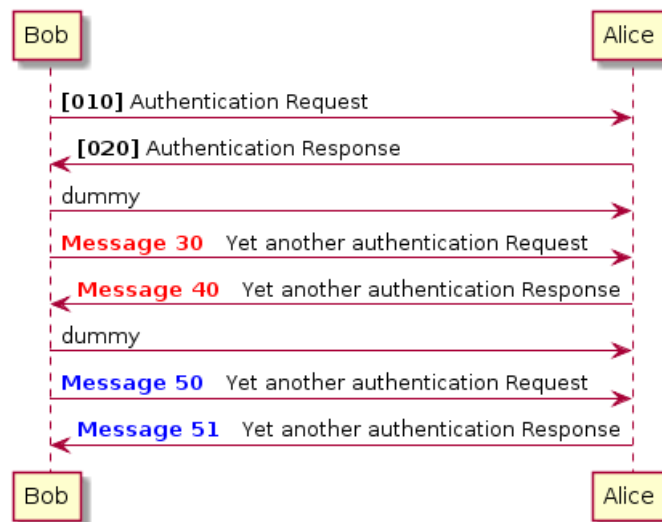 Bob Alice
[010] Authentication Request
[020] Authentication Response
dummy
Message 30 Yet another authentication Request
Message 40 Yet another authentication Response
dummy
Message 50 Yet another authentication Request
Message 51 Yet another authentication Response
Bob Alice